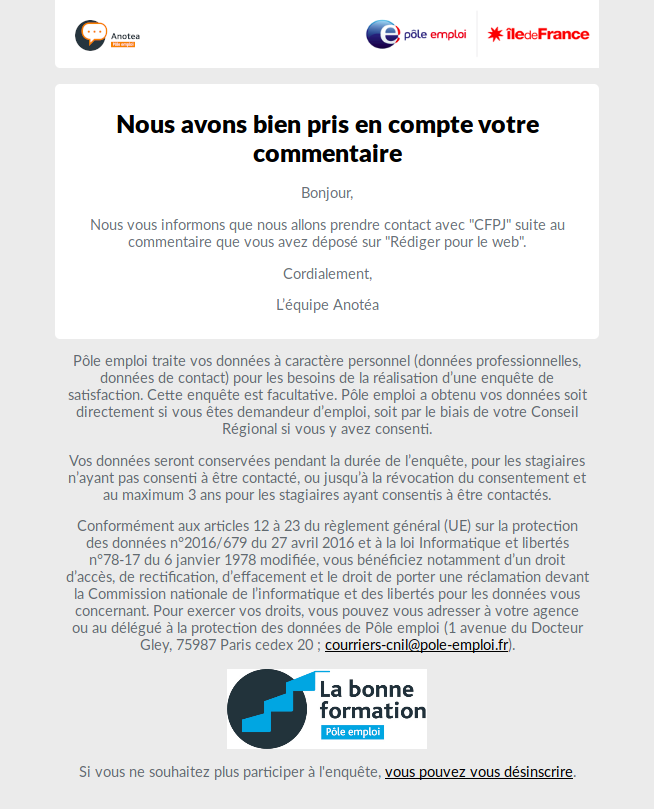 Anotea
Pôle emploi
pôle emploi
îledeFrance
Nous avons bien pris en compte votre
commentaire
Bonjour,
Nous vous informons que nous allons prendre contact avec "CFPJ" suite au
commentaire que vous avez déposé sur "Rédiger pour le web".
Cordialement,
L’équipe Anotéa
Pôle emploi traite vos données à caractère personnel (données professionnelles,
données de contact) pour les besoins de la réalisation d’une enquête de
satisfaction. Cette enquête est facultative. Pôle emploi a obtenu vos données soit
directement si vous êtes demandeur d’emploi, soit par le biais de votre Conseil
Régional si vous y avez consenti.
Vos données seront conservées pendant la durée de l’enquête, pour les stagiaires
n’ayant pas consenti à être contacté, ou jusqu’à la révocation du consentement et
au maximum 3 ans pour les stagiaires ayant consentis à être contactés.
Conformément aux articles 12 à 23 du règlement général (UE) sur la protection
des données n°2016/679 du 27 avril 2016 et à la loi Informatique et libertés
n°78-17 du 6 janvier 1978 modifiée, vous bénéficiez notamment d’un droit
d’accès, de rectification, d’effacement et le droit de porter une réclamation devant
la Commission nationale de l’informatique et des libertés pour les données vous
concernant. Pour exercer vos droits, vous pouvez vous adresser à votre agence
ou au délégué à la protection des données de Pôle emploi (1 avenue du Docteur
Gley, 75987 Paris cedex 20 ; courriers-cnil@pole-emploi.fr).
La bonne
formation
Pôle emploi
Si vous ne souhaitez plus participer à l'enquête, vous pouvez vous désinscrire.